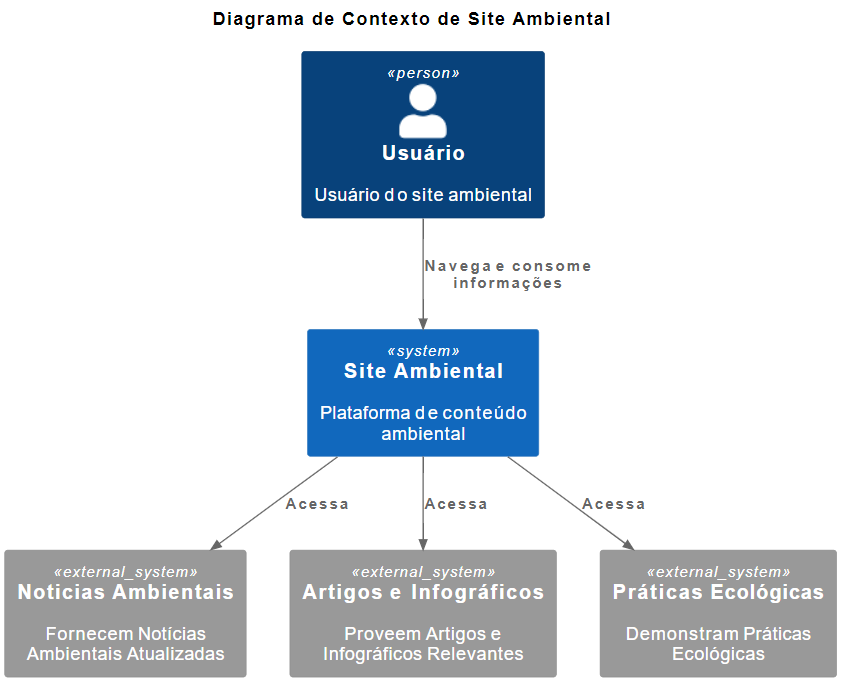 Diagrama de Contexto de Site Ambiental
«person»
Usuário
Usuário do site ambiental
Navega e consome
informações
«system»
Site Ambiental
Plataforma de conteúdo
ambiental
Acessa
Acessa
Acessa
«external_system»
Noticias Ambientais
Fornecem Notícias
Ambientais Atualizadas
«external_system»
Artigos e Infográficos
Proveem Artigos e
Infográficos Relevantes
«external_system»
Práticas Ecológicas
Demonstram Práticas
Ecológicas